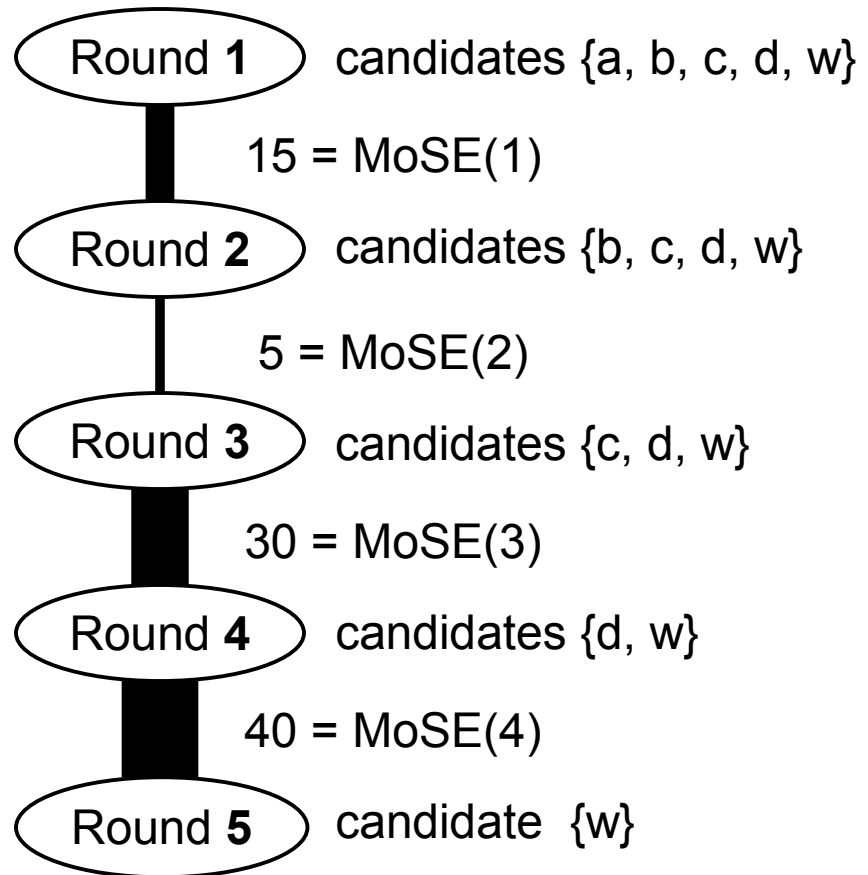 Round 1 candidates {a, b, c, d, w}
15 = MoSE(1)
Round 2 candidates {b, c, d, w}
5 = MoSE(2)
Round 3 candidates {c, d, w}
30 = MoSE(3)
Round 4 candidates {d, w}
40 = MoSE(4)
Round 5 candidate {w}